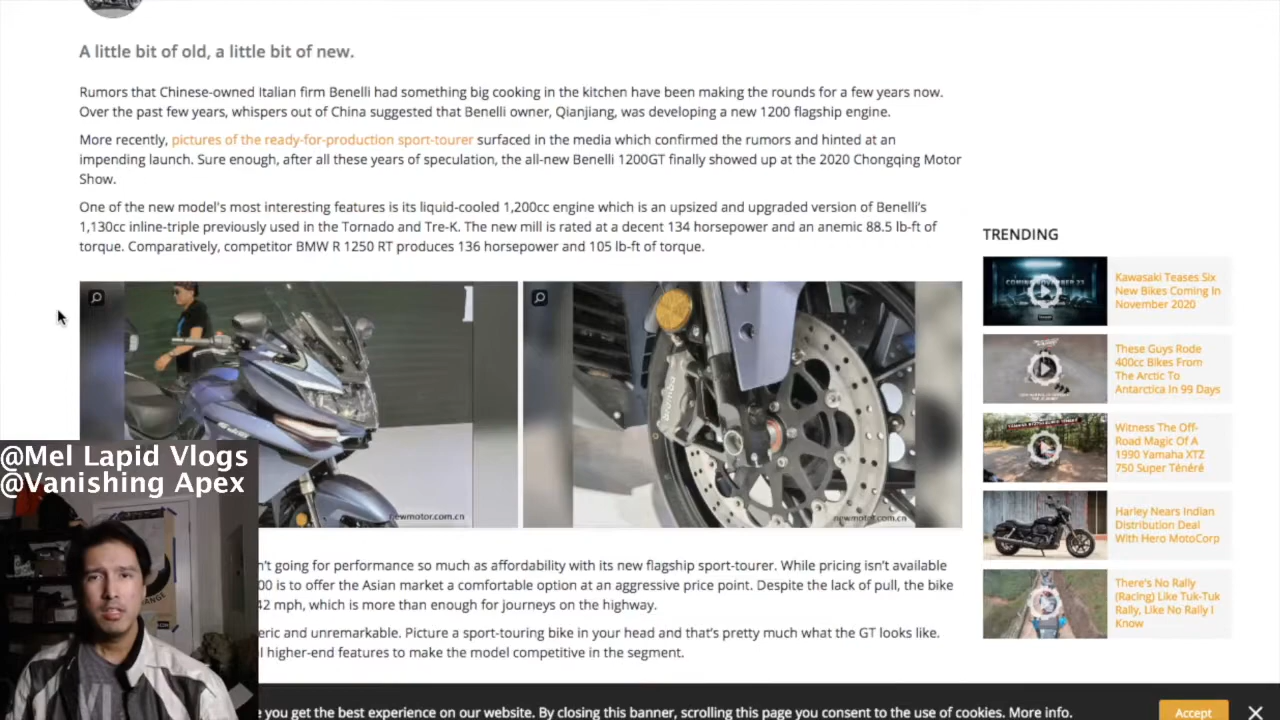 A little bit of old, a little bit of new.
Rumors that Chinese-owned Italian firm Benelli had something big cooking in the kitchen have been making the rounds for a few years now.
Over the past few years, whispers out of China suggested that Benelli owner, Qianjiang, was developing a new 1200 flagship engine.
More recently, pictures of the ready-for-production sport-tourer surfaced in the media which confirmed the rumors and hinted at an
impending launch. Sure enough, after all these years of speculation, the all-new Benelli 1200GT finally showed up at the 2020 Chongqing Motor
Show.
One of the new model's most interesting features is its liquid-cooled 1,200cc engine which is an upsized and upgraded version of Benelli's
1,130cc inline-triple previously used in the Tornado and Tre-K. The new mill is rated at a decent 134 horsepower and an anemic 88.5 lb-ft of
torque. Comparatively, competitor BMW R 1250 RT produces 136 horsepower and 105 lb-ft of torque.
newmotor.com.cn
brembo
newmotor.com.cn
n't going for performance so much as affordability with its new flagship sport-tourer. While pricing isn't available
00 is to offer the Asian market a comfortable option at an aggressive price point. Despite the lack of pull, the bike
42 mph, which is more than enough for journeys on the highway.
eric and unremarkable. Picture a sport-touring bike in your head and that's pretty much what the GT looks like.
l higher-end features to make the model competitive in the segment.
TRENDING
COMING NOVEMBER 23
Kawasaki Teases Six
New Bikes Coming In
November 2020
These Guys Rode
400cc Bikes From
The Arctic To
Antarctica In 99 Days
Witness The Off-
Road Magic Of A
1990 Yamaha XTZ
750 Super Ténéré
Harley Nears Indian
Distribution Deal
With Hero MotoCorp
There's No Rally
(Racing) Like Tuk-Tuk
Rally, Like No Rally I
Know
@Mel Lapid Vlogs
@Vanishing Apex
e you get the best experience on our website. By closing this banner, scrolling this page you consent to the use of cookies. More info.
Accept